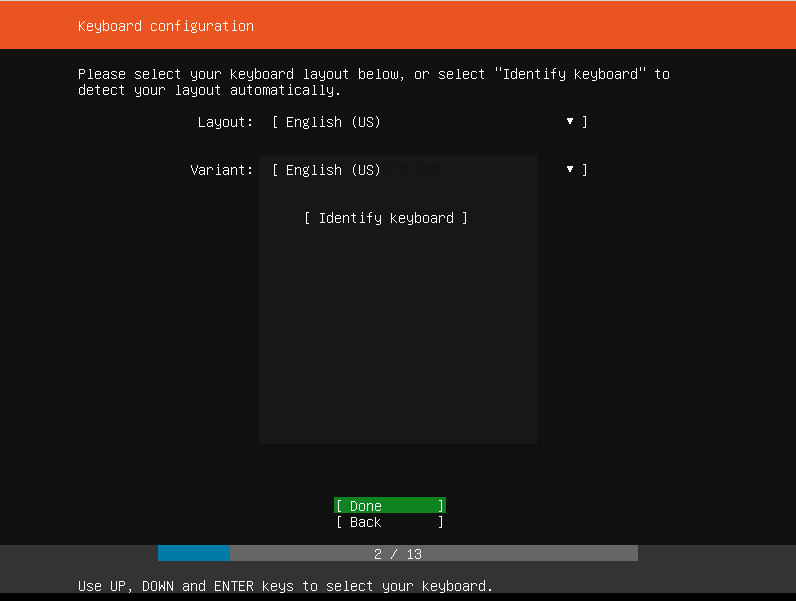 Keyboard configuration
Please select your keyboard layout below, or select "Identify keyboard" to
detect your layout automatically.
Layout: [ English (US) ▼ ]
Variant: [ English (US) ▼ ]
[ Identify keyboard ]
[ Done ]
[ Back ]
2 / 13
Use UP, DOWN and ENTER keys to select your keyboard.